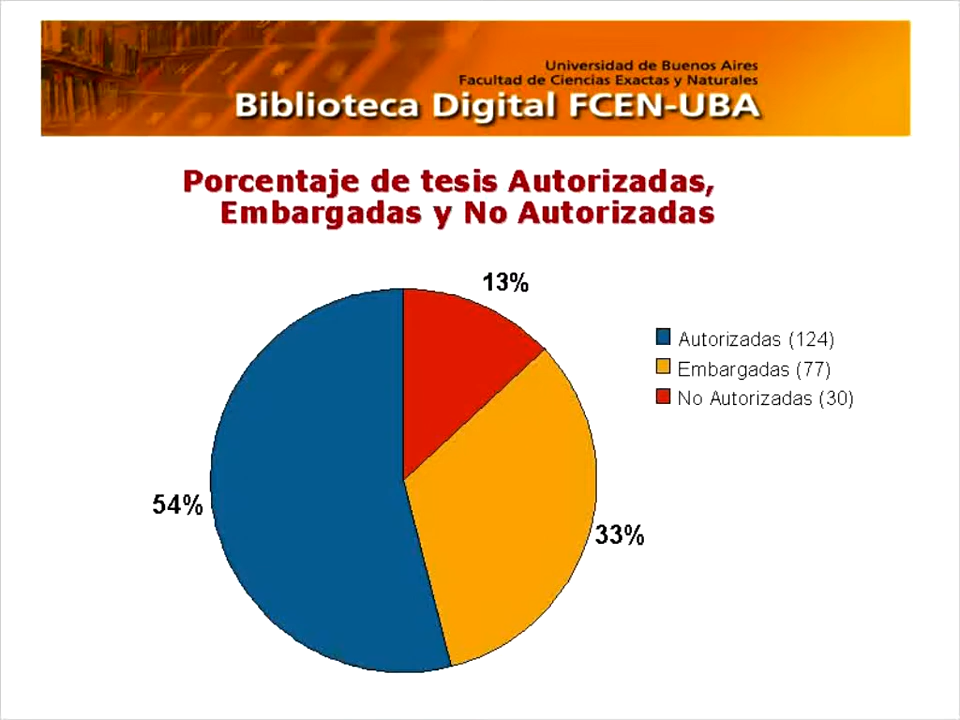 Universidad de Buenos Aires
Facultad de Ciencias Exactas y Naturales
Biblioteca Digital FCEN-UBA
Porcentaje de tesis Autorizadas,
Embargadas y No Autorizadas
13%
Autorizadas (124)
Embargadas (77)
No Autorizadas (30)
54%
33%